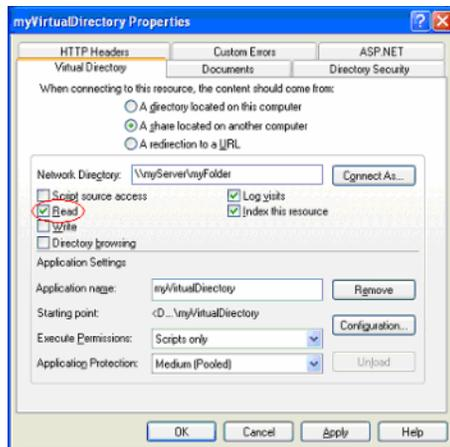 myVirtualDirectory Properties
HTTP Headers Custom Errors ASP.NET
Virtual Directory Documents Directory Security
When connecting to this resource, the content should come from:
A directory located on this computer
A share located on another computer
A redirection to a URL
Network Directory: \\myServer\myFolder Connect As...
Script source access Log visits
Read Index this resource
Write
Directory browsing
Application Settings
Application name: myVirtualDirectory Remove
Starting point: <D...\myVirtualDirectory
Configuration...
Execute Permissions: Scripts only
Application Protection: Medium (Pooled) Unload
OK Cancel Apply Help